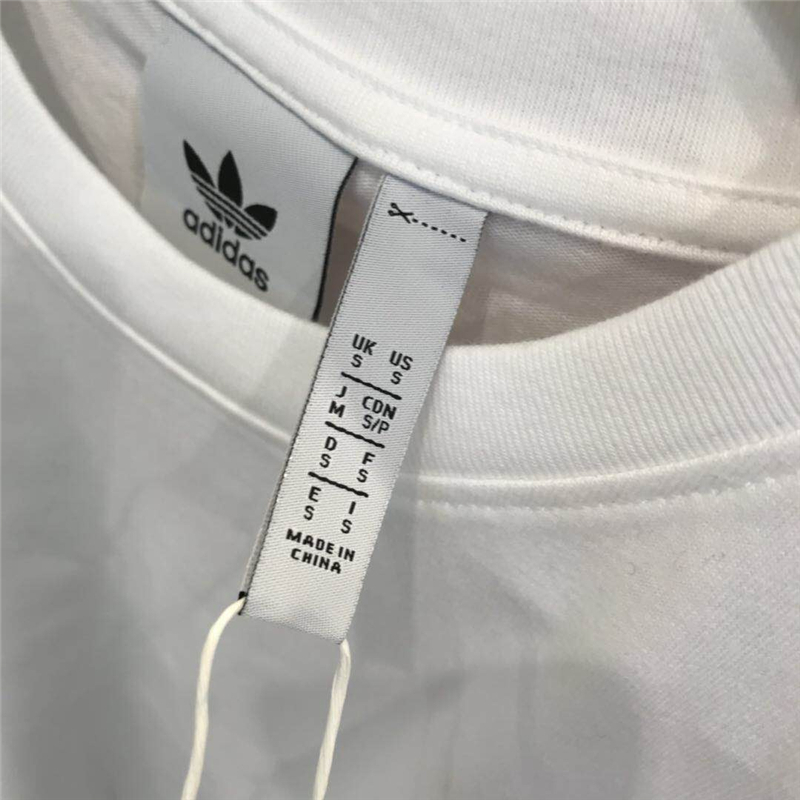 adidas
UK US
S S
J CDN
M S/P
D F
S S
E I
S S
MADE IN
CHINA